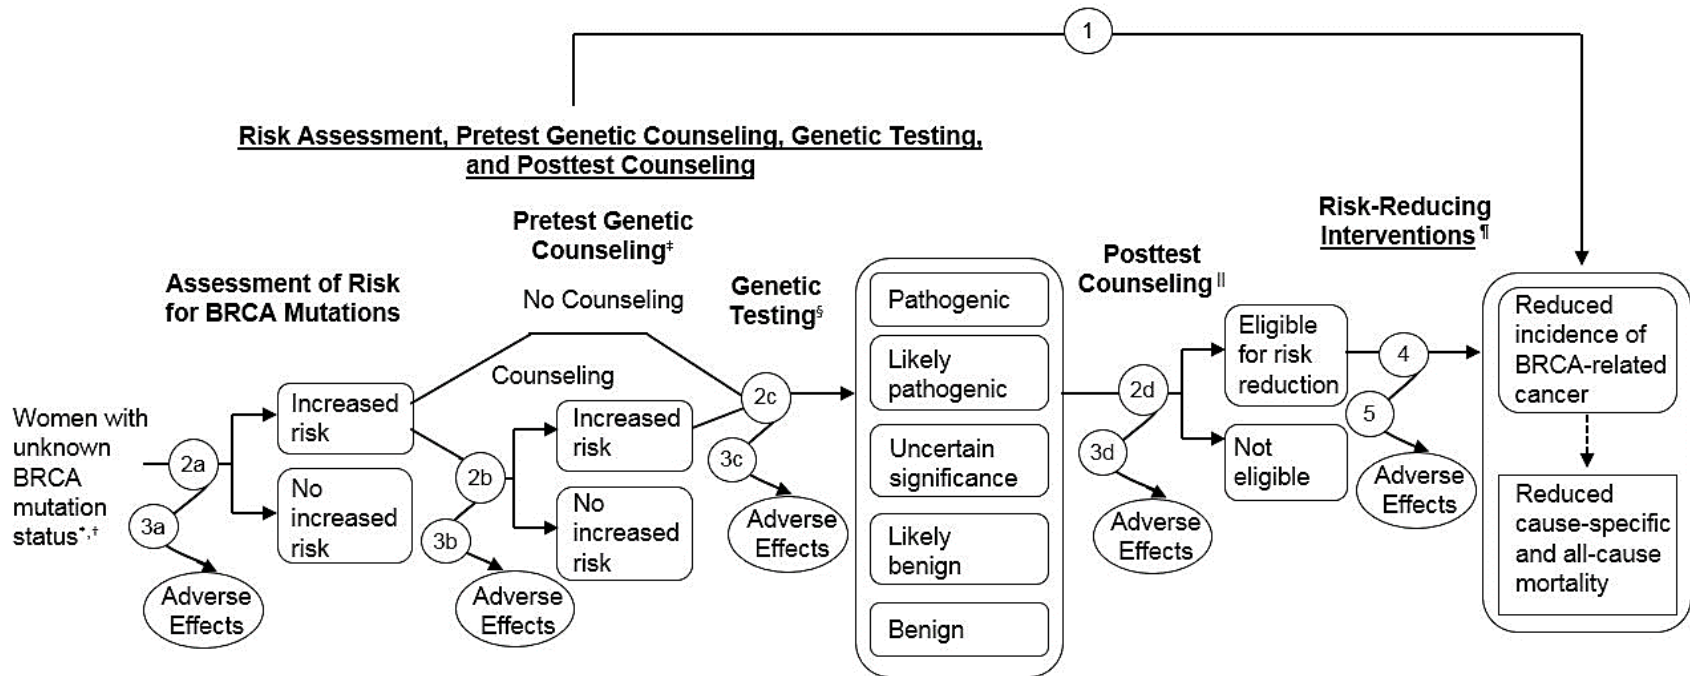 1
Risk Assessment, Pretest Genetic Counseling, Genetic Testing,
and Posttest Counseling
Assessment of Risk
for BRCA Mutations
Pretest Genetic
Counseling‡
No Counseling
Counseling
Genetic
Testing§
Posttest
Counseling||
Risk-Reducing
Interventions¶
Women with
unknown
BRCA
mutation
status*,†
2a
3a
Adverse
Effects
Increased
risk
No
increased
risk
2b
3b
Adverse
Effects
Increased
risk
No
increased
risk
2c
3c
Adverse
Effects
Pathogenic
Likely
pathogenic
Uncertain
significance
Likely
benign
Benign
2d
3d
Adverse
Effects
Eligible
for risk
reduction
Not
eligible
4
5
Adverse
Effects
Reduced
incidence of
BRCA-related
cancer
Reduced
cause-specific
and all-cause
mortality